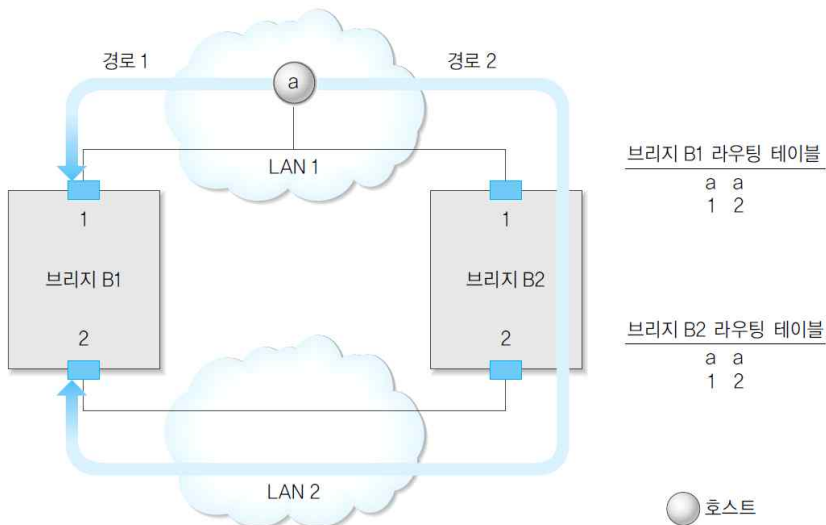 경로 1
경로 2
a
LAN 1
1
브리지 B1
2
1
브리지 B2
2
LAN 2
브리지 B1 라우팅 테이블
a a
1 2
브리지 B2 라우팅 테이블
a a
1 2
호스트